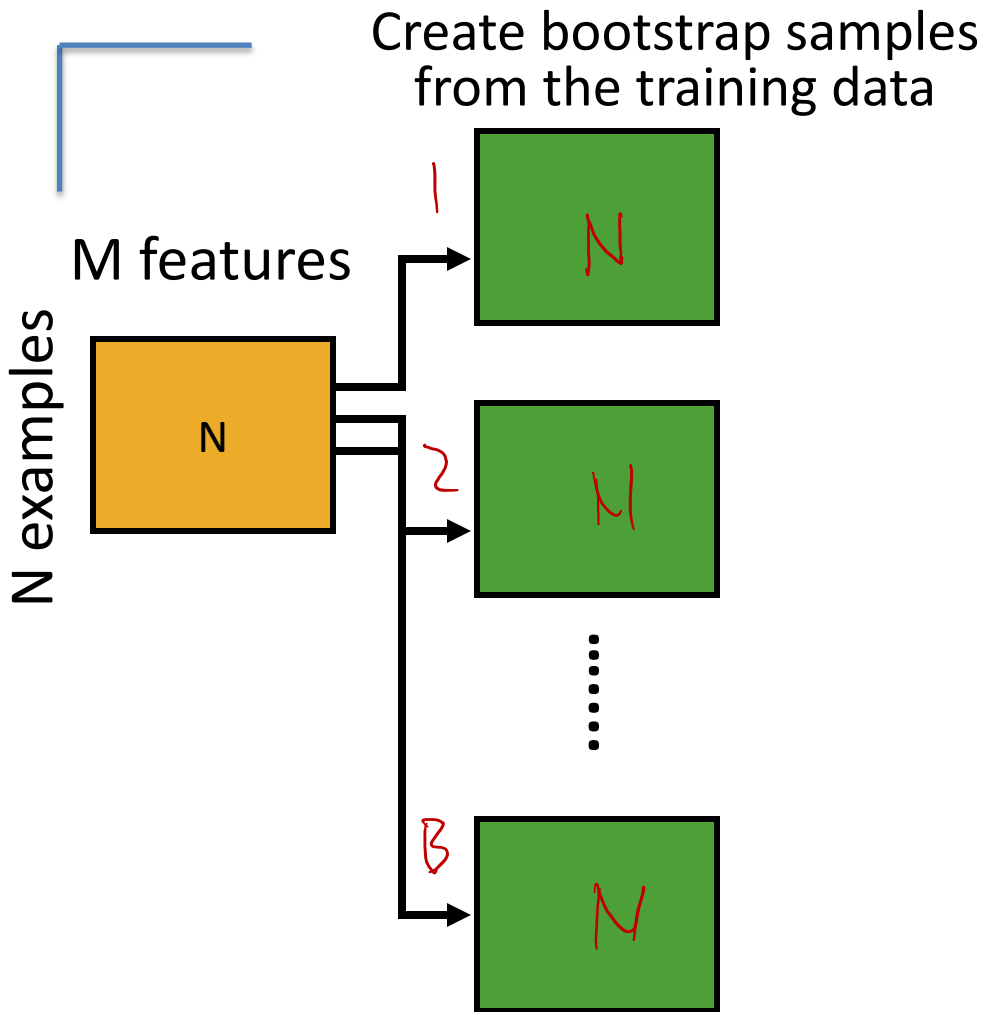 Create bootstrap samples
from the training data
1
N
M features
N examples
N
2
N
B
N